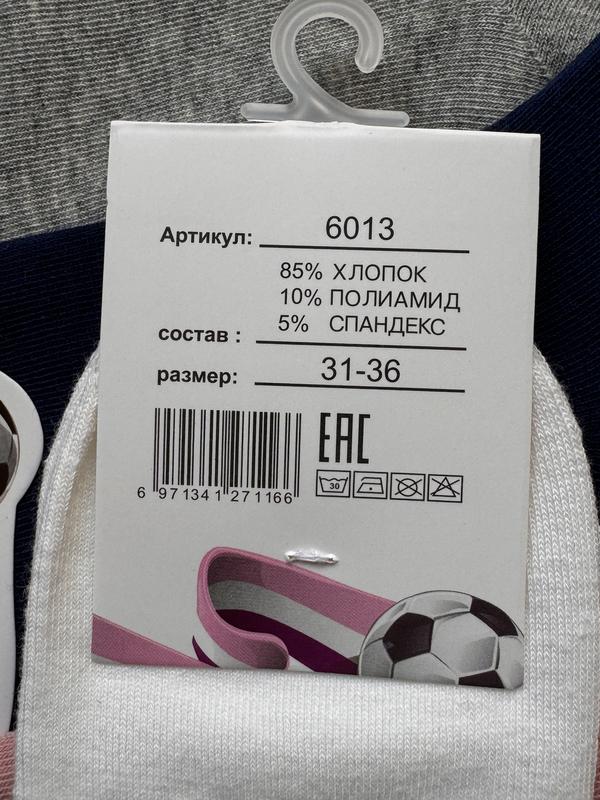 Артикул: 6013
85% ХЛОПОК
10% ПОЛИАМИД
состав : 5% СПАНДЕКС
размер: 31-36
EAC
30
6 971341 271166